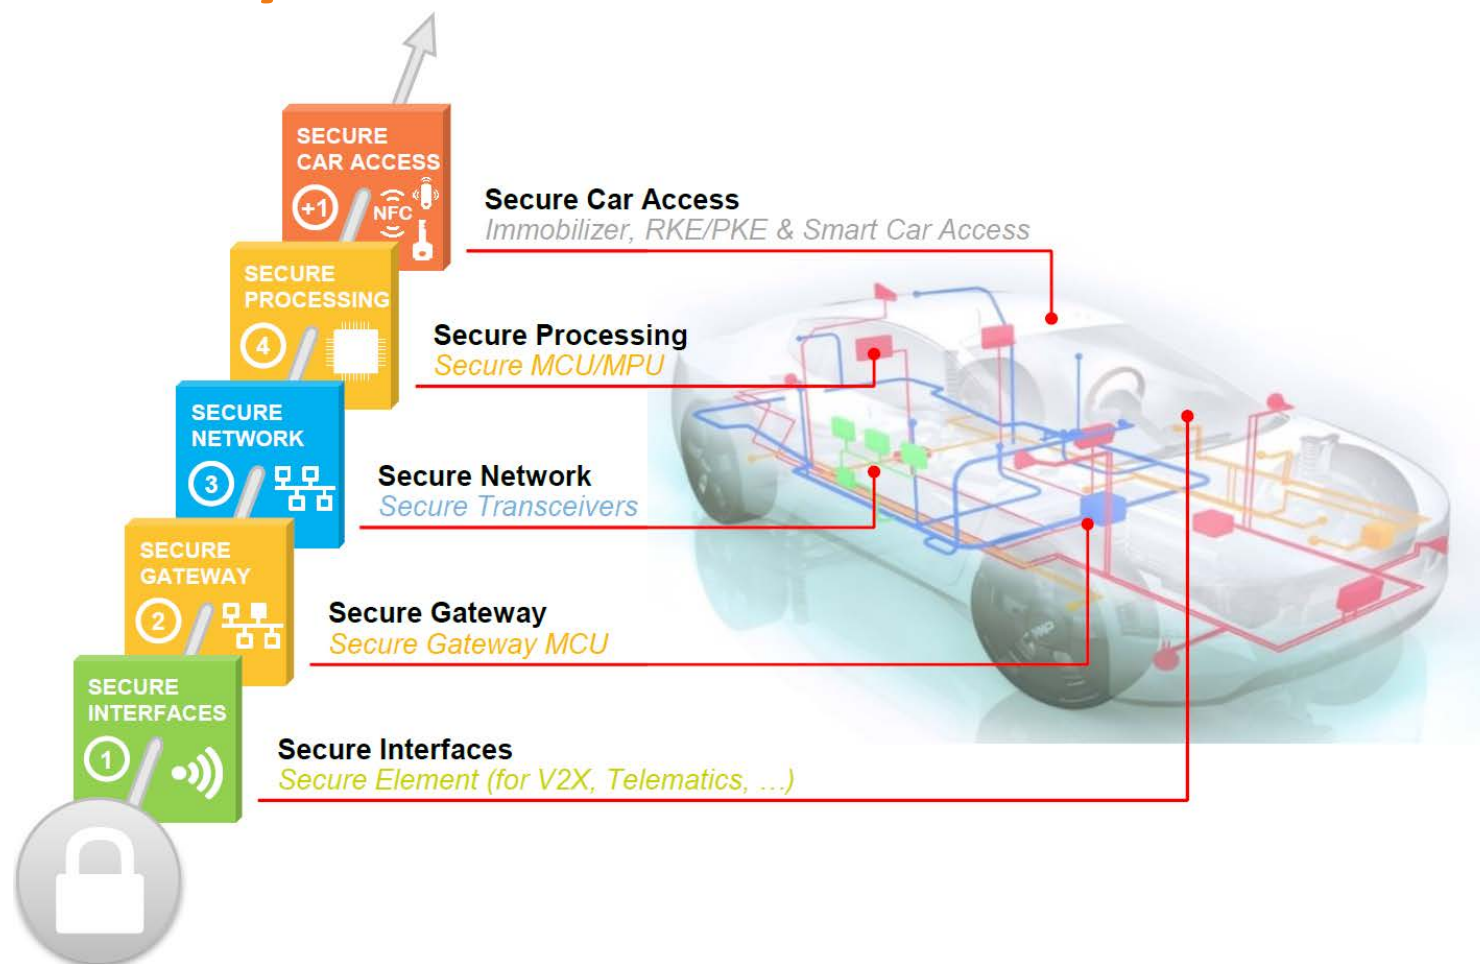 SECURE
CAR ACCESS
+1
NFC
Secure Car Access
Immobilizer, RKE/PKE & Smart Car Access
SECURE
PROCESSING
4
Secure Processing
Secure MCU/MPU
SECURE
NETWORK
3
Secure Network
Secure Transceivers
SECURE
GATEWAY
2
Secure Gateway
Secure Gateway MCU
SECURE
INTERFACES
1
Secure Interfaces
Secure Element (for V2X, Telematics, …)